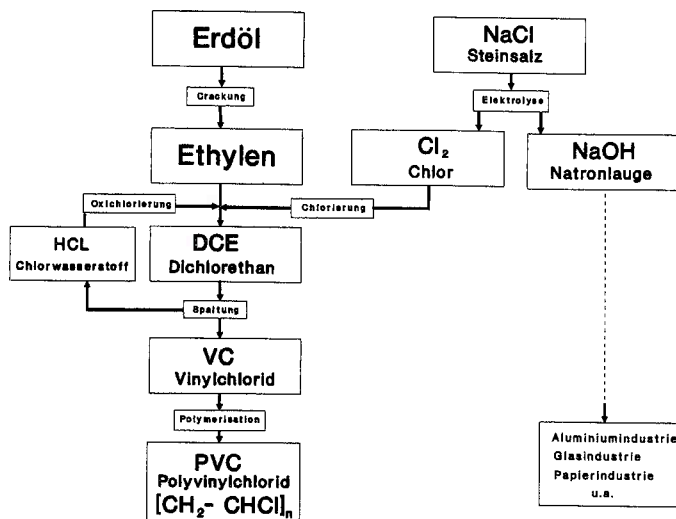 Erdöl
NaCl
Steinsalz
Crackung
Elektrolyse
Ethylen
Cl₂
Chlor
NaOH
Natronlauge
Oxichlorierung
Chlorierung
HCL
Chlorwasserstoff
DCE
Dichlorethan
Spaltung
VC
Vinylchlorid
Polymerisation
PVC
Polyvinylchlorid
[CH₂- CHCl]ₙ
Aluminiumindustrie
Glasindustrie
Papierindustrie
u.a.